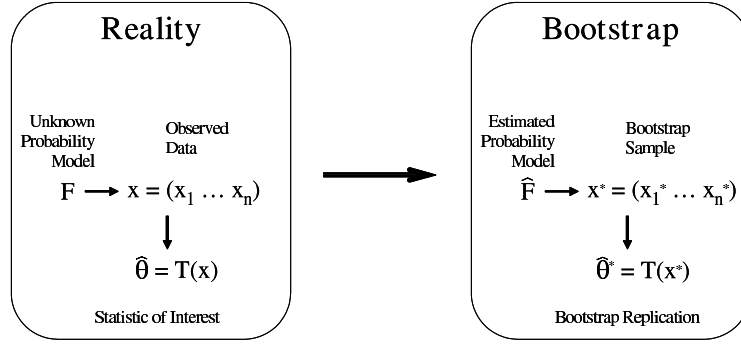 Reality
Unknown
Probability
Model
Observed
Data
F
x = (x₁ … xₙ)
θ̂ = T(x)
Statistic of Interest
Bootstrap
Estimated
Probability
Model
Bootstrap
Sample
F̂
x* = (x₁* … xₙ*)
θ̂* = T(x*)
Bootstrap Replication